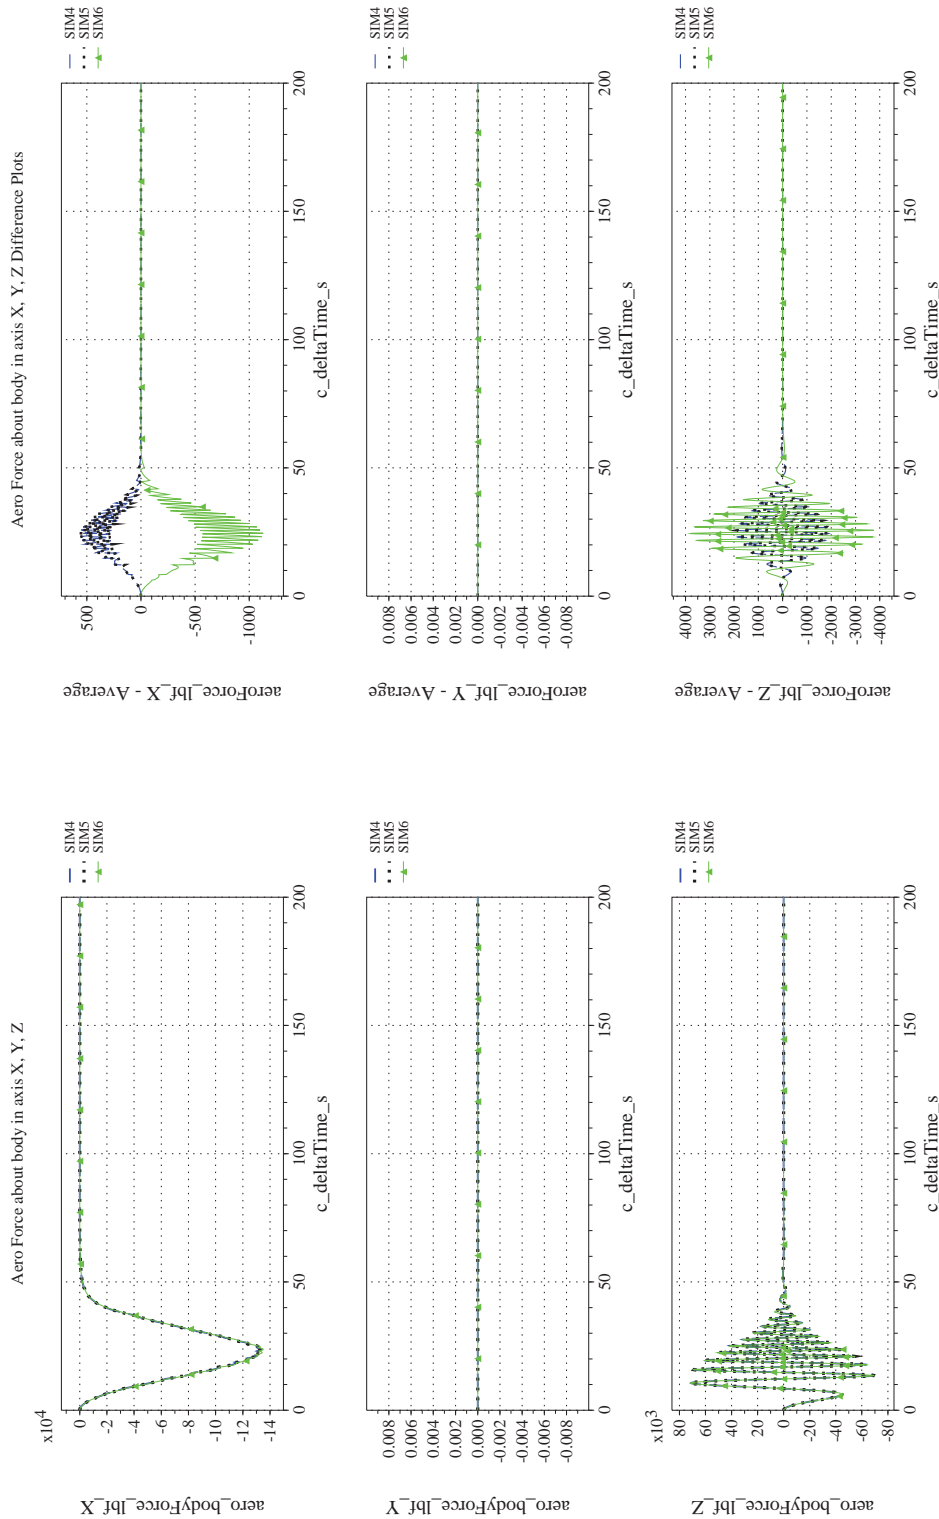 Aero Force about body in axis X, Y, Z
x10⁴
0
-2
-4
-6
-8
-10
-12
-14
aero_bodyForce_lbf_X
0 50 100 150 200
c_deltaTime_s
SIM4
SIM5
SIM6
0.008
0.006
0.004
0.002
0.000
-0.002
-0.004
-0.006
-0.008
aero_bodyForce_lbf_Y
0 50 100 150 200
c_deltaTime_s
SIM4
SIM5
SIM6
x10³
80
60
40
20
0
-20
-40
-60
-80
aero_bodyForce_lbf_Z
0 50 100 150 200
c_deltaTime_s
SIM4
SIM5
SIM6
Aero Force about body in axis X, Y, Z Difference Plots
500
0
-500
-1000
aeroForce_lbf_X - Average
0 50 100 150 200
c_deltaTime_s
SIM4
SIM5
SIM6
0.008
0.006
0.004
0.002
0.000
-0.002
-0.004
-0.006
-0.008
aeroForce_lbf_Y - Average
0 50 100 150 200
c_deltaTime_s
SIM4
SIM5
SIM6
4000
3000
2000
1000
0
-1000
-2000
-3000
-4000
aeroForce_lbf_Z - Average
0 50 100 150 200
c_deltaTime_s
SIM4
SIM5
SIM6